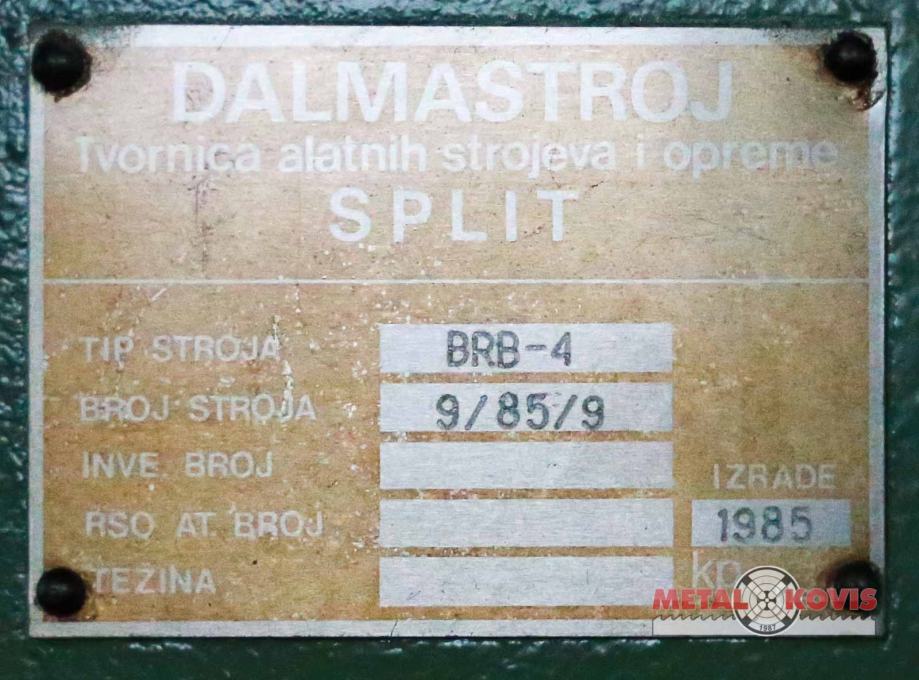 DALMASTROJ
Tvornica alatnih strojeva i opreme
SPLIT
TIP STROJA BRB-4
BROJ STROJA 9/85/9
INVE. BROJ
IZRADE
RSO AT. BROJ 1985
TEZINA kp
METAL KOVIS
1987